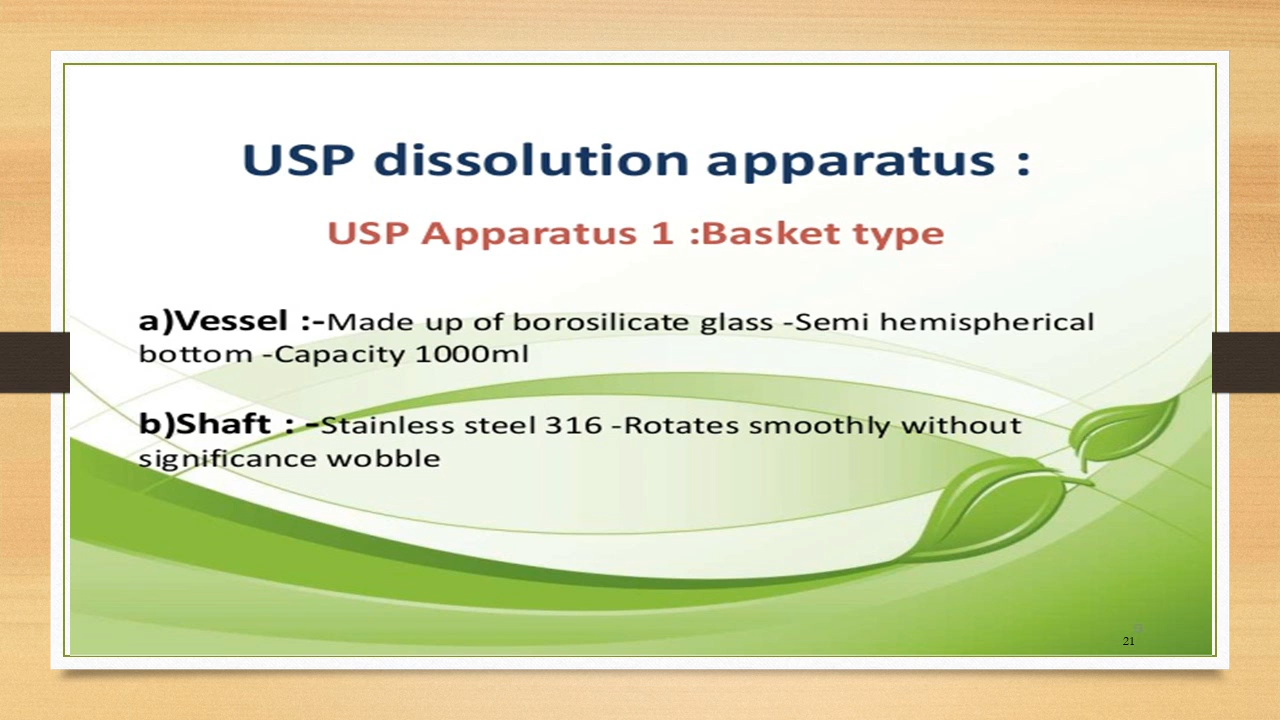 USP dissolution apparatus :
USP Apparatus 1 :Basket type
a)Vessel :-Made up of borosilicate glass -Semi hemispherical
bottom -Capacity 1000ml
b)Shaft : -Stainless steel 316 -Rotates smoothly without
significance wobble
21